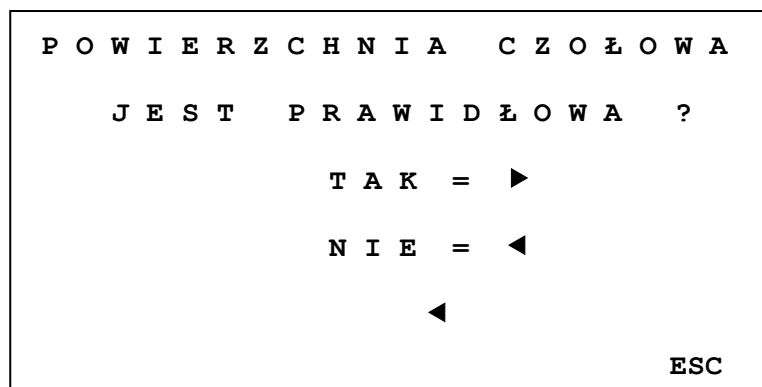 POWIERZCHNIA CZOŁOWA
JEST PRAWIDŁOWA ?
TAK = ►
NIE = ◄
◄
ESC